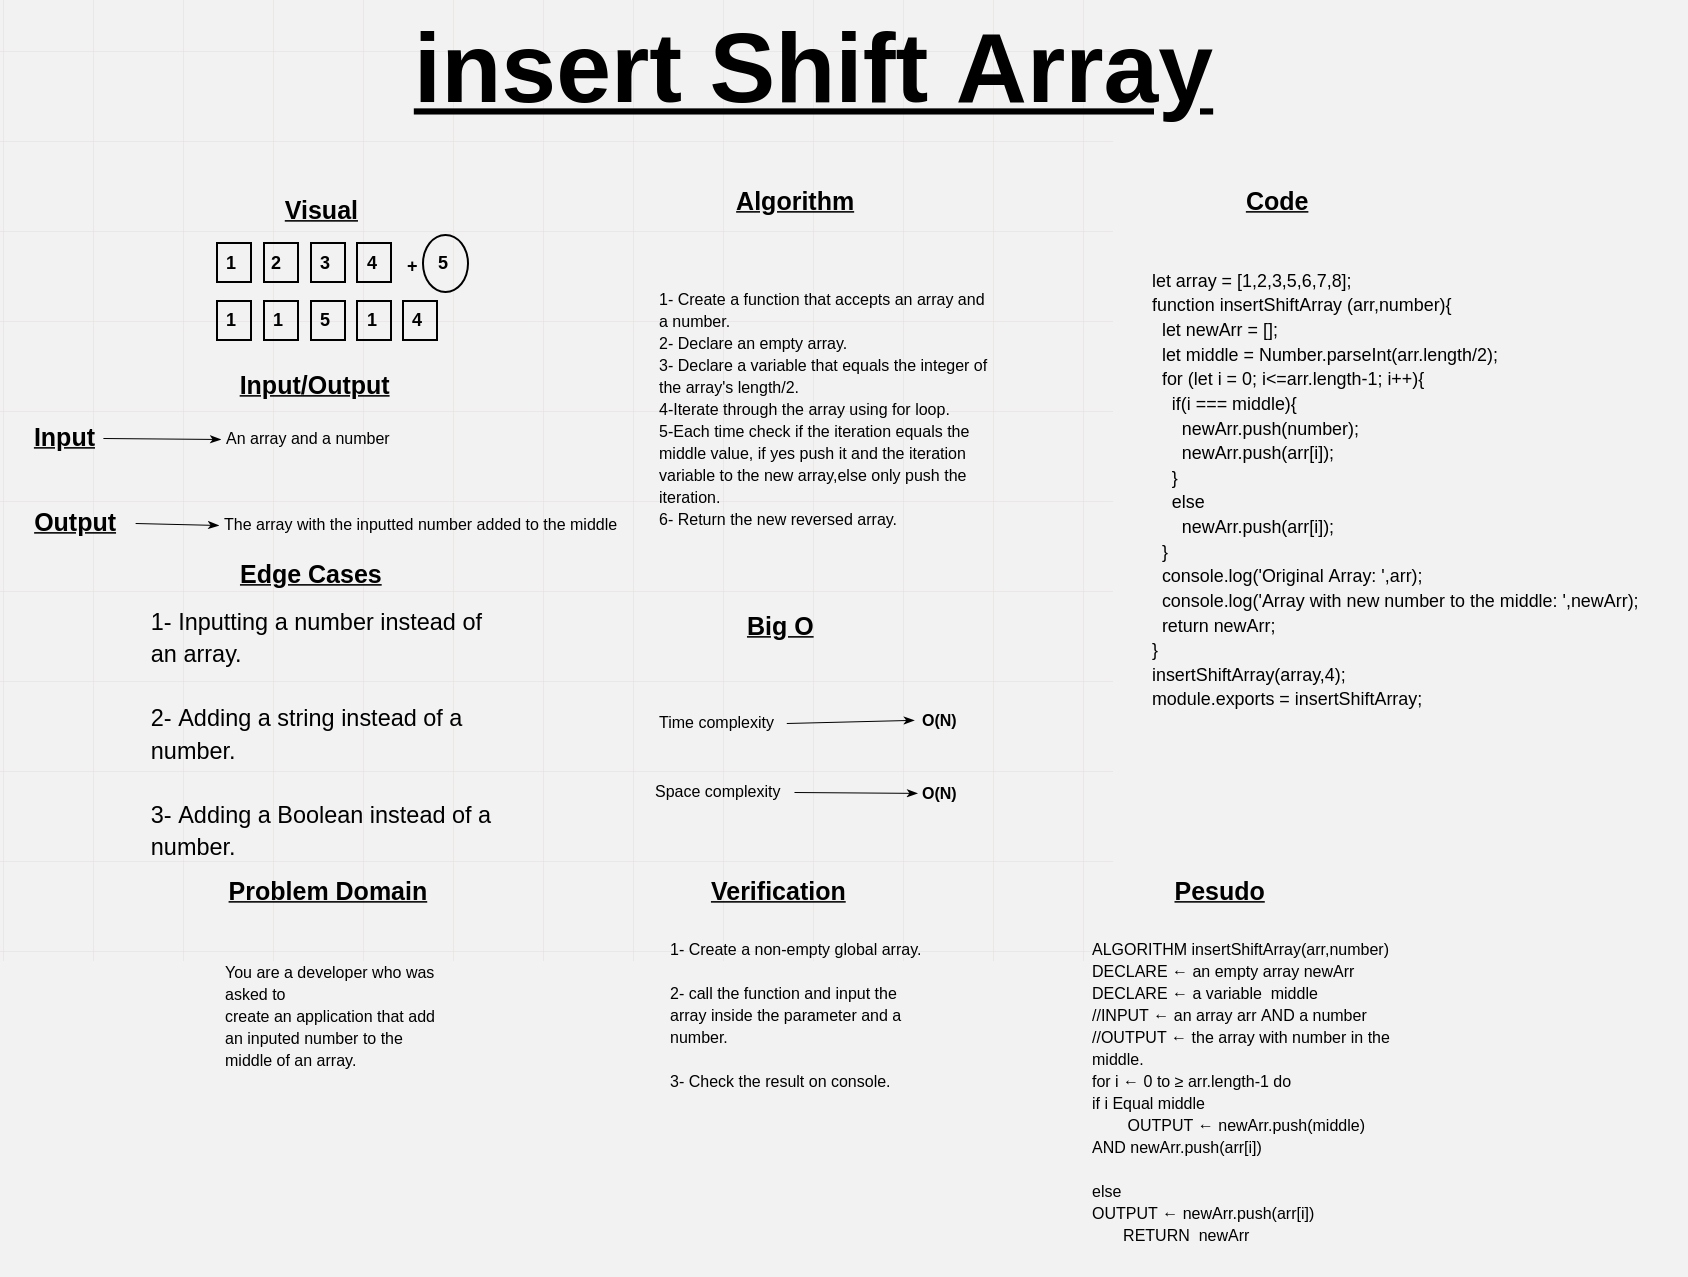 insert Shift Array
Visual
1 2 3 4 + 5
1 1 5 1 4
Input/Output
Input An array and a number
Output The array with the inputted number added to the middle
Edge Cases
1- Inputting a number instead of
an array.
2- Adding a string instead of a
number.
3- Adding a Boolean instead of a
number.
Problem Domain
You are a developer who was
asked to
create an application that add
an inputed number to the
middle of an array.
Algorithm
1- Create a function that accepts an array and
a number.
2- Declare an empty array.
3- Declare a variable that equals the integer of
the array's length/2.
4-Iterate through the array using for loop.
5-Each time check if the iteration equals the
middle value, if yes push it and the iteration
variable to the new array,else only push the
iteration.
6- Return the new reversed array.
Big O
Time complexity O(N)
Space complexity O(N)
Verification
1- Create a non-empty global array.
2- call the function and input the
array inside the parameter and a
number.
3- Check the result on console.
Code
let array = [1,2,3,5,6,7,8];
function insertShiftArray (arr,number){
let newArr = [];
let middle = Number.parseInt(arr.length/2);
for (let i = 0; i<=arr.length-1; i++){
if(i === middle){
newArr.push(number);
newArr.push(arr[i]);
}
else
newArr.push(arr[i]);
}
console.log('Original Array: ',arr);
console.log('Array with new number to the middle: ',newArr);
return newArr;
}
insertShiftArray(array,4);
module.exports = insertShiftArray;
Pesudo
ALGORITHM insertShiftArray(arr,number)
DECLARE ← an empty array newArr
DECLARE ← a variable  middle
//INPUT ← an array arr AND a number
//OUTPUT ← the array with number in the
middle.
for i ← 0 to ≥ arr.length-1 do
if i Equal middle
OUTPUT ← newArr.push(middle)
AND newArr.push(arr[i])
else
OUTPUT ← newArr.push(arr[i])
RETURN  newArr